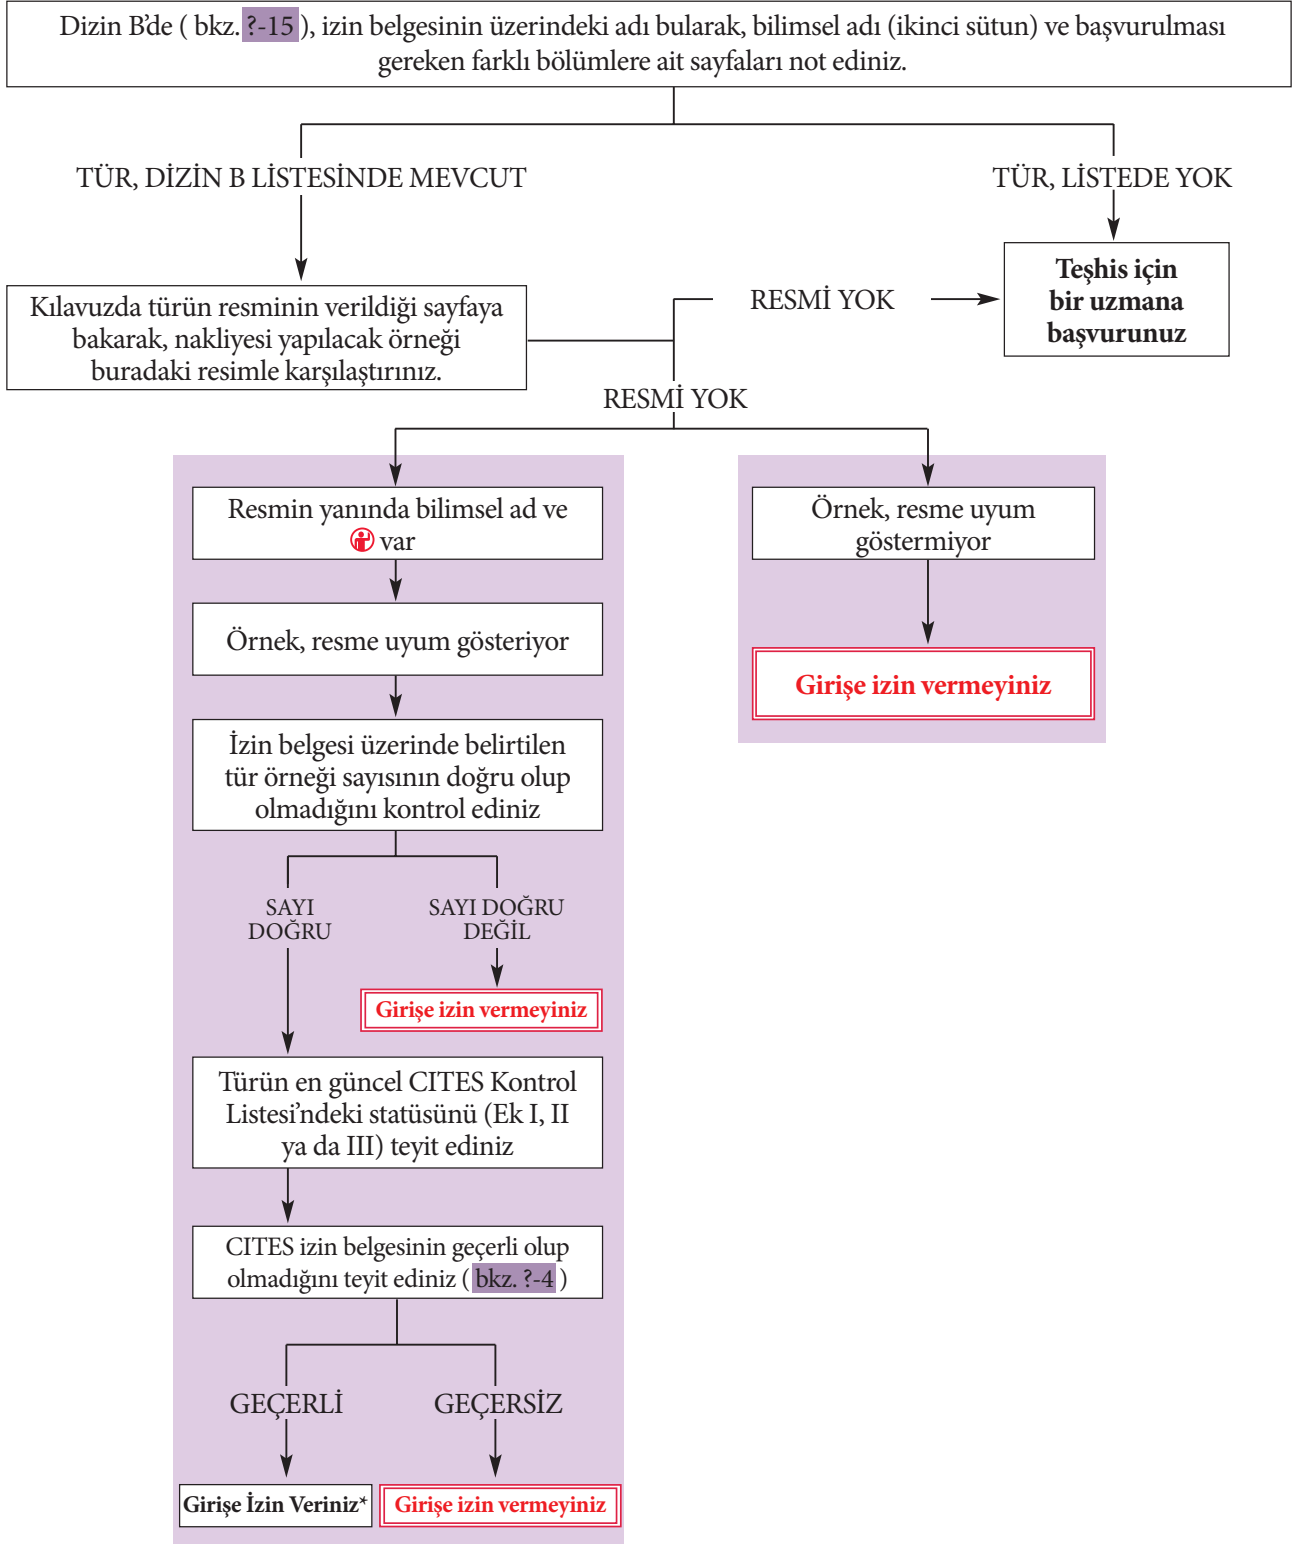 Dizin B'de ( bkz. ?-15 ), izin belgesinin üzerindeki adı bularak, bilimsel adı (ikinci sütun) ve başvurulması
gereken farklı bölümlere ait sayfaları not ediniz.
TÜR, DİZİN B LİSTESİNDE MEVCUT
TÜR, LİSTEDE YOK
Teşhis için
bir uzmana
başvurunuz
Kılavuzda türün resminin verildiği sayfaya
bakarak, nakliyesi yapılacak örneği
buradaki resimle karşılaştırınız.
RESMİ YOK
RESMİ YOK
Resmin yanında bilimsel ad ve
var
Örnek, resme uyum gösteriyor
İzin belgesi üzerinde belirtilen
tür örneği sayısının doğru olup
olmadığını kontrol ediniz
SAYI
DOĞRU
SAYI DOĞRU
DEĞİL
Girişe izin vermeyiniz
Türün en güncel CITES Kontrol
Listesi'ndeki statüsünü (Ek I, II
ya da III) teyit ediniz
CITES izin belgesinin geçerli olup
olmadığını teyit ediniz ( bkz. ?-4 )
GEÇERLİ
GEÇERSİZ
Girişe İzin Veriniz*
Girişe izin vermeyiniz
Örnek, resme uyum
göstermiyor
Girişe izin vermeyiniz